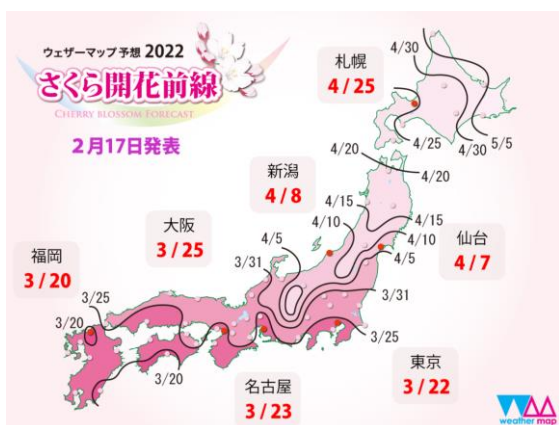 ウェザーマップ 予想 2022
さくら開花前線
CHERRY BLOSSOM FORECAST
2月17日発表
札幌
4/25
4/30
4/25
4/30
5/5
4/20
4/20
新潟
4/8
4/15
4/10
4/15
4/10
4/5
仙台
4/7
大阪
3/25
4/5
3/31
3/31
福岡
3/20
3/25
3/20
3/20
3/25
名古屋
3/23
東京
3/22
weather map